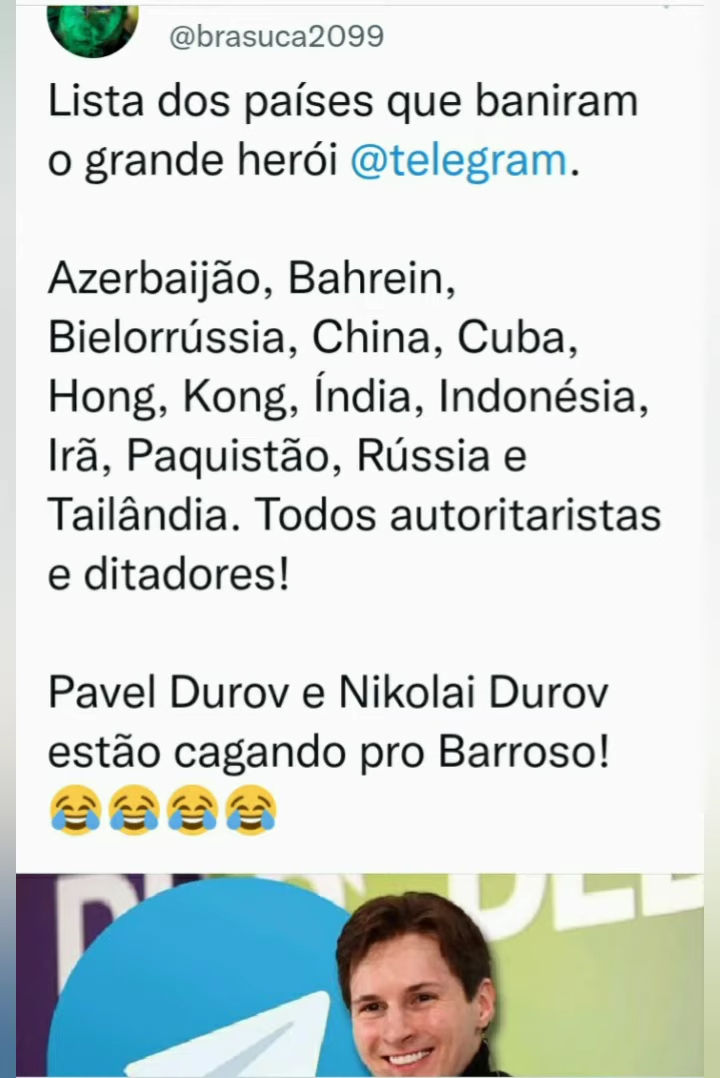 @brasuca2099
Lista dos países que baniram
o grande herói @telegram.
Azerbaijão, Bahrein,
Bielorrússia, China, Cuba,
Hong, Kong, Índia, Indonésia,
Irã, Paquistão, Rússia e
Tailândia. Todos autoritaristas
e ditadores!
Pavel Durov e Nikolai Durov
estão cagando pro Barroso!
😂😂😂😂